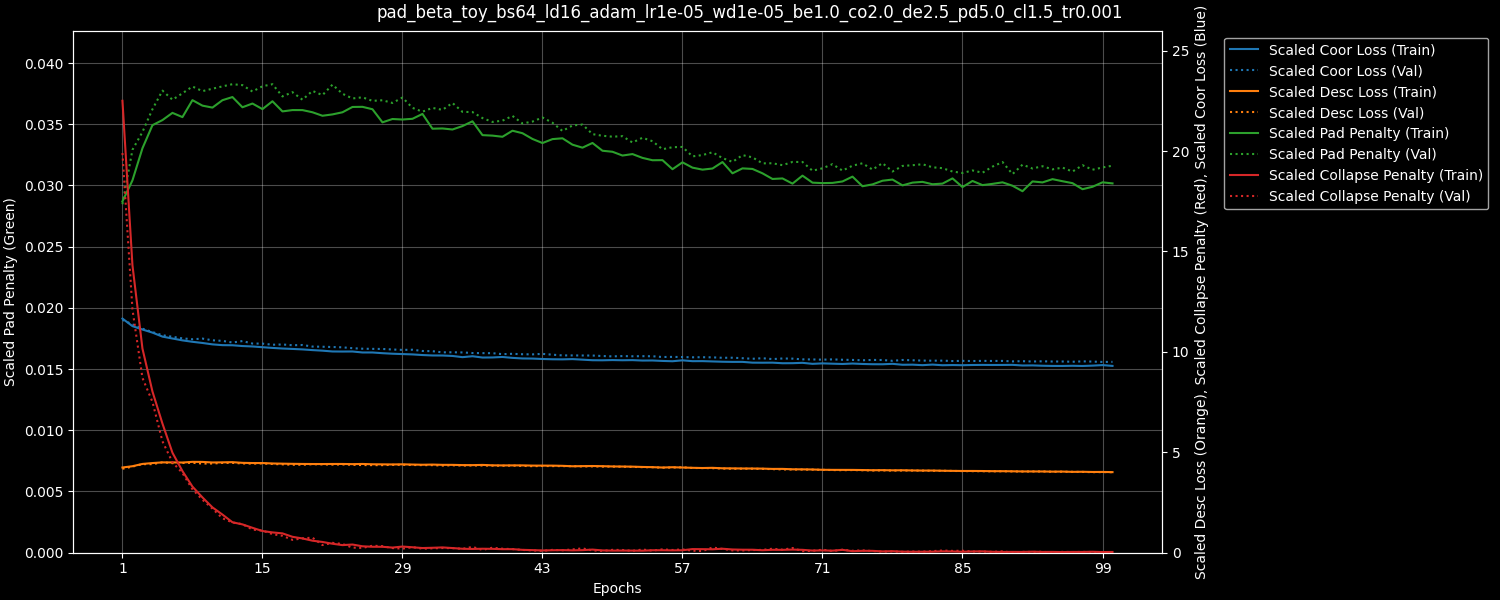 pad_beta_toy_bs64_ld16_adam_lr1e-05_wd1e-05_be1.0_co2.0_de2.5_pd5.0_cl1.5_tr0.001
Scaled Pad Penalty (Green)
0.040
0.035
0.030
0.025
0.020
0.015
0.010
0.005
0.000
1
15
29
43
57
71
85
99
Epochs
25
20
15
10
5
0
Scaled Desc Loss (Orange), Scaled Collapse Penalty (Red), Scaled Coor Loss (Blue)
Scaled Coor Loss (Train)
Scaled Coor Loss (Val)
Scaled Desc Loss (Train)
Scaled Desc Loss (Val)
Scaled Pad Penalty (Train)
Scaled Pad Penalty (Val)
Scaled Collapse Penalty (Train)
Scaled Collapse Penalty (Val)